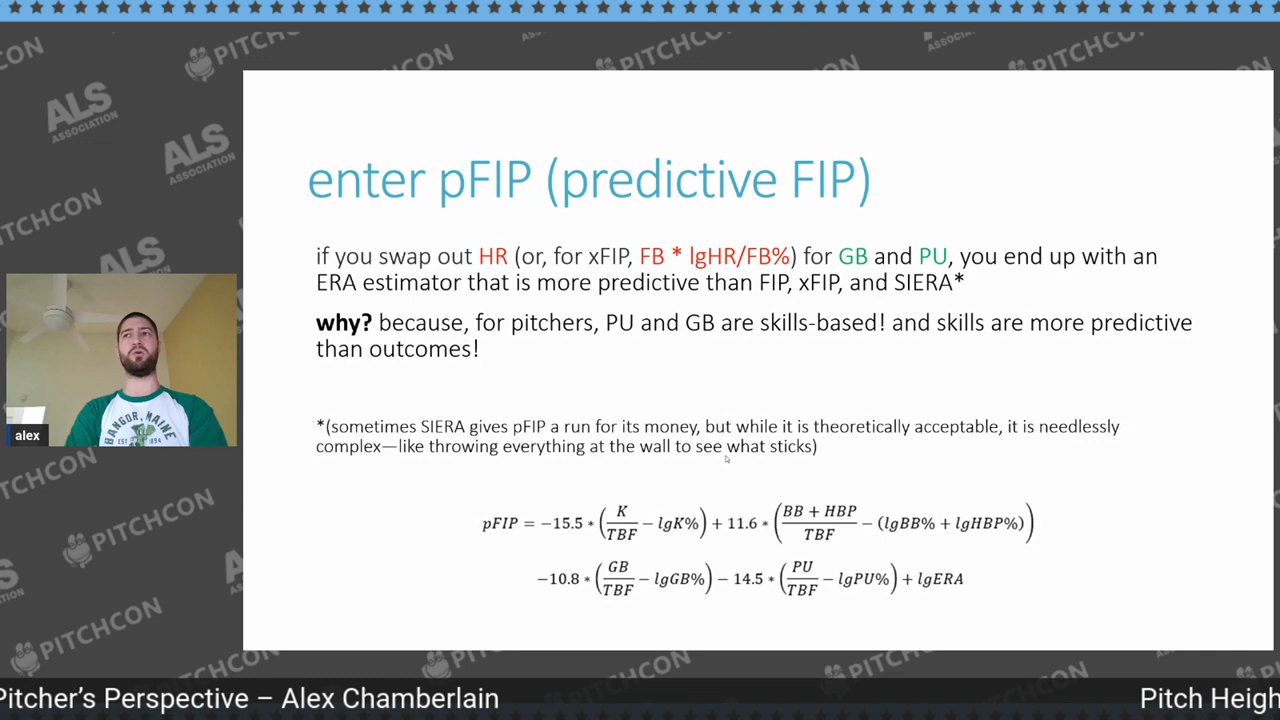 PITCHCON
ALS
ASSOCIATION
enter pFIP (predictive FIP)
if you swap out HR (or, for xFIP, FB * lgHR/FB%) for GB and PU, you end up with an
ERA estimator that is more predictive than FIP, xFIP, and SIERA*
why? because, for pitchers, PU and GB are skills-based! and skills are more predictive
than outcomes!
*(sometimes SIERA gives pFIP a run for its money, but while it is theoretically acceptable, it is needlessly
complex—like throwing everything at the wall to see what sticks)
pFIP = −15.5 * (K/TBF − lgK%) + 11.6 * (BB + HBP/TBF − (lgBB% + lgHBP%))
−10.8 * (GB/TBF − lgGB%) − 14.5 * (PU/TBF − lgPU%) + lgERA
BANGOR, MAINE
alex
Pitcher's Perspective – Alex Chamberlain
Pitch Heigh